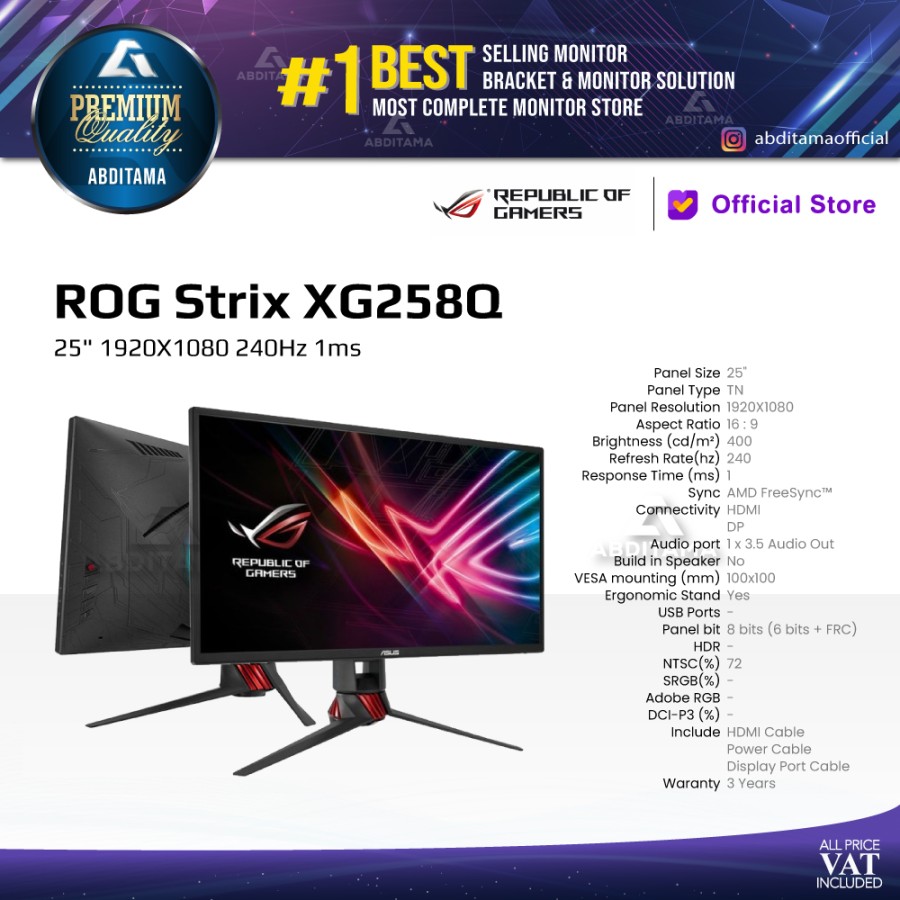 PREMIUM
Quality
ABDITAMA
#1 BEST SELLING MONITOR
BRACKET & MONITOR SOLUTION
MOST COMPLETE MONITOR STORE
ABDITAMA
ABDITAMA
ABDITAMA
abditamaofficial
REPUBLIC OF
GAMERS
Official Store
ROG Strix XG258Q
25" 1920X1080 240Hz 1ms
Panel Size 25"
Panel Type TN
Panel Resolution 1920X1080
Aspect Ratio 16 : 9
Brightness (cd/m²) 400
Refresh Rate(hz) 240
Response Time (ms) 1
Sync AMD FreeSync™
Connectivity HDMI
DP
Audio port 1 x 3.5 Audio Out
Build in Speaker No
VESA mounting (mm) 100x100
Ergonomic Stand Yes
USB Ports -
Panel bit 8 bits (6 bits + FRC)
HDR -
NTSC(%) 72
SRGB(%) -
Adobe RGB -
DCI-P3 (%) -
Include HDMI Cable
Power Cable
Display Port Cable
Waranty 3 Years
REPUBLIC OF
GAMERS
ASUS
ABDITAMA
ABDITAMA
ABDITAMA
ALL PRICE
VAT
INCLUDED